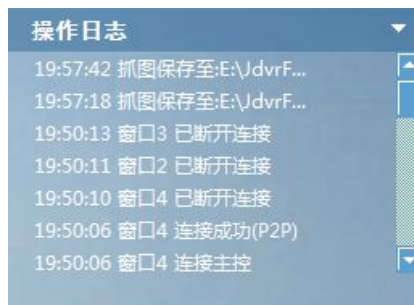 操作日志
19:57:42 抓图保存至:E:\JdvrF...
19:57:18 抓图保存至:E:\JdvrF...
19:50:13 窗口3 已断开连接
19:50:11 窗口2 已断开连接
19:50:10 窗口4 已断开连接
19:50:06 窗口4 连接成功(P2P)
19:50:06 窗口4 连接主控